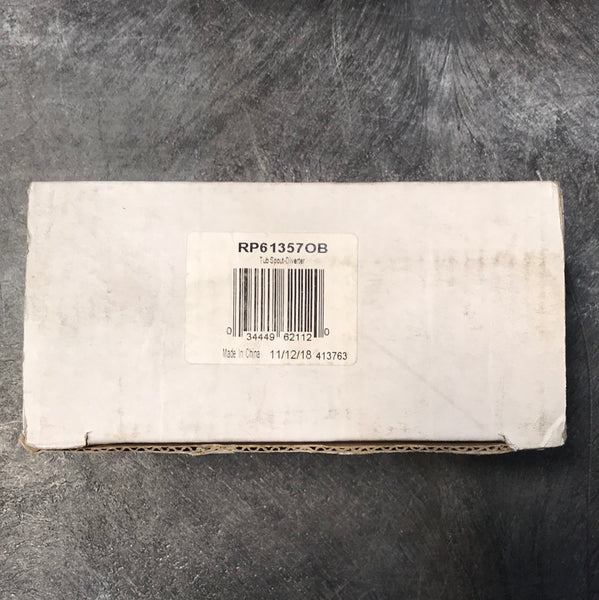 RP61357OB
Tub Spout-Diverter
0 34449 62112 0
Made In China 11/12/18 413763